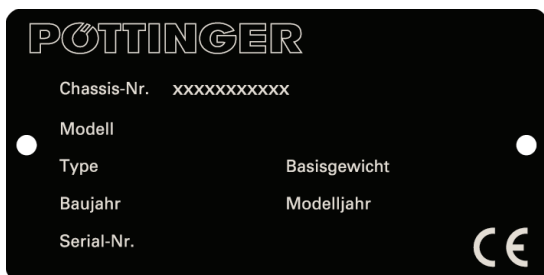 PÖTTINGER
Chassis-Nr. xxxxxxxxxxx
Modell
Type Basisgewicht
Baujahr Modelljahr
Serial-Nr.
CE